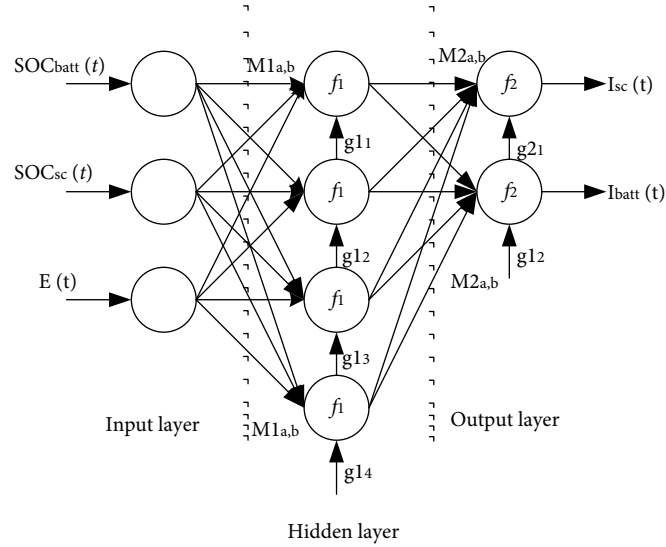 SOCbatt (t)
M1a,b
M2a,b
f1
f2
Isc (t)
g11
g21
SOCsc (t)
f1
f2
Ibatt (t)
g12
g12
E (t)
f1
M2a,b
g13
Input layer
M1a,b
f1
Output layer
g14
Hidden layer